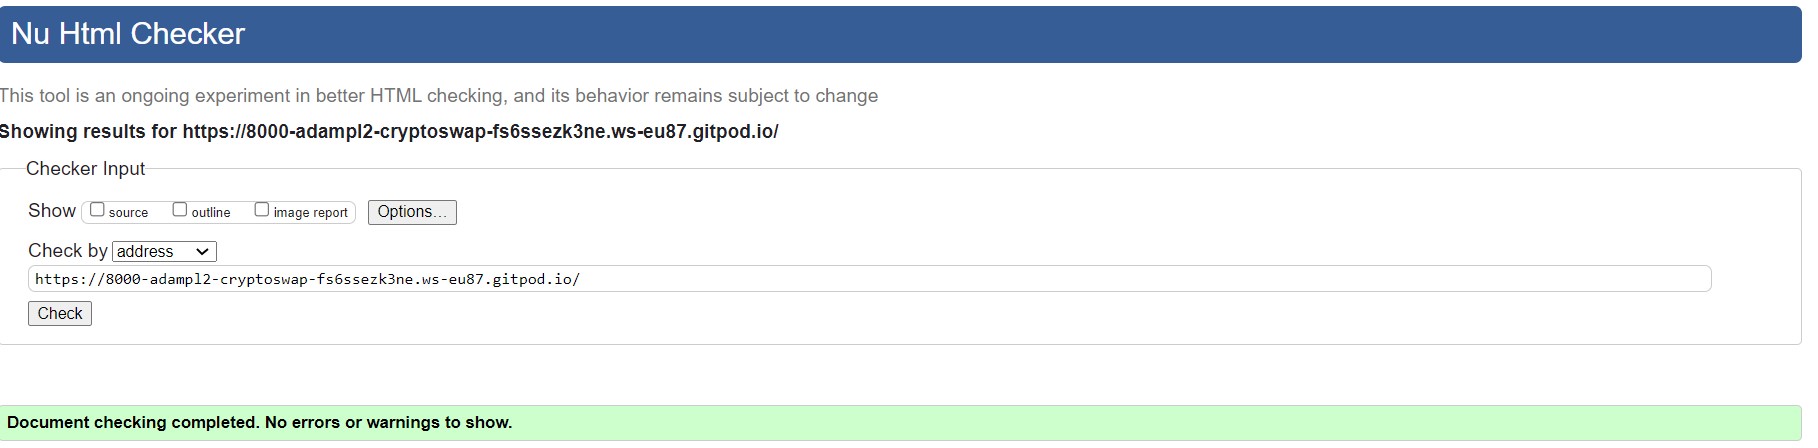 Nu Html Checker
This tool is an ongoing experiment in better HTML checking, and its behavior remains subject to change
Showing results for https://8000-adampl2-cryptoswap-fs6ssezk3ne.ws-eu87.gitpod.io/
Checker Input
Show source outline image report Options...
Check by address
https://8000-adampl2-cryptoswap-fs6ssezk3ne.ws-eu87.gitpod.io/
Check
Document checking completed. No errors or warnings to show.